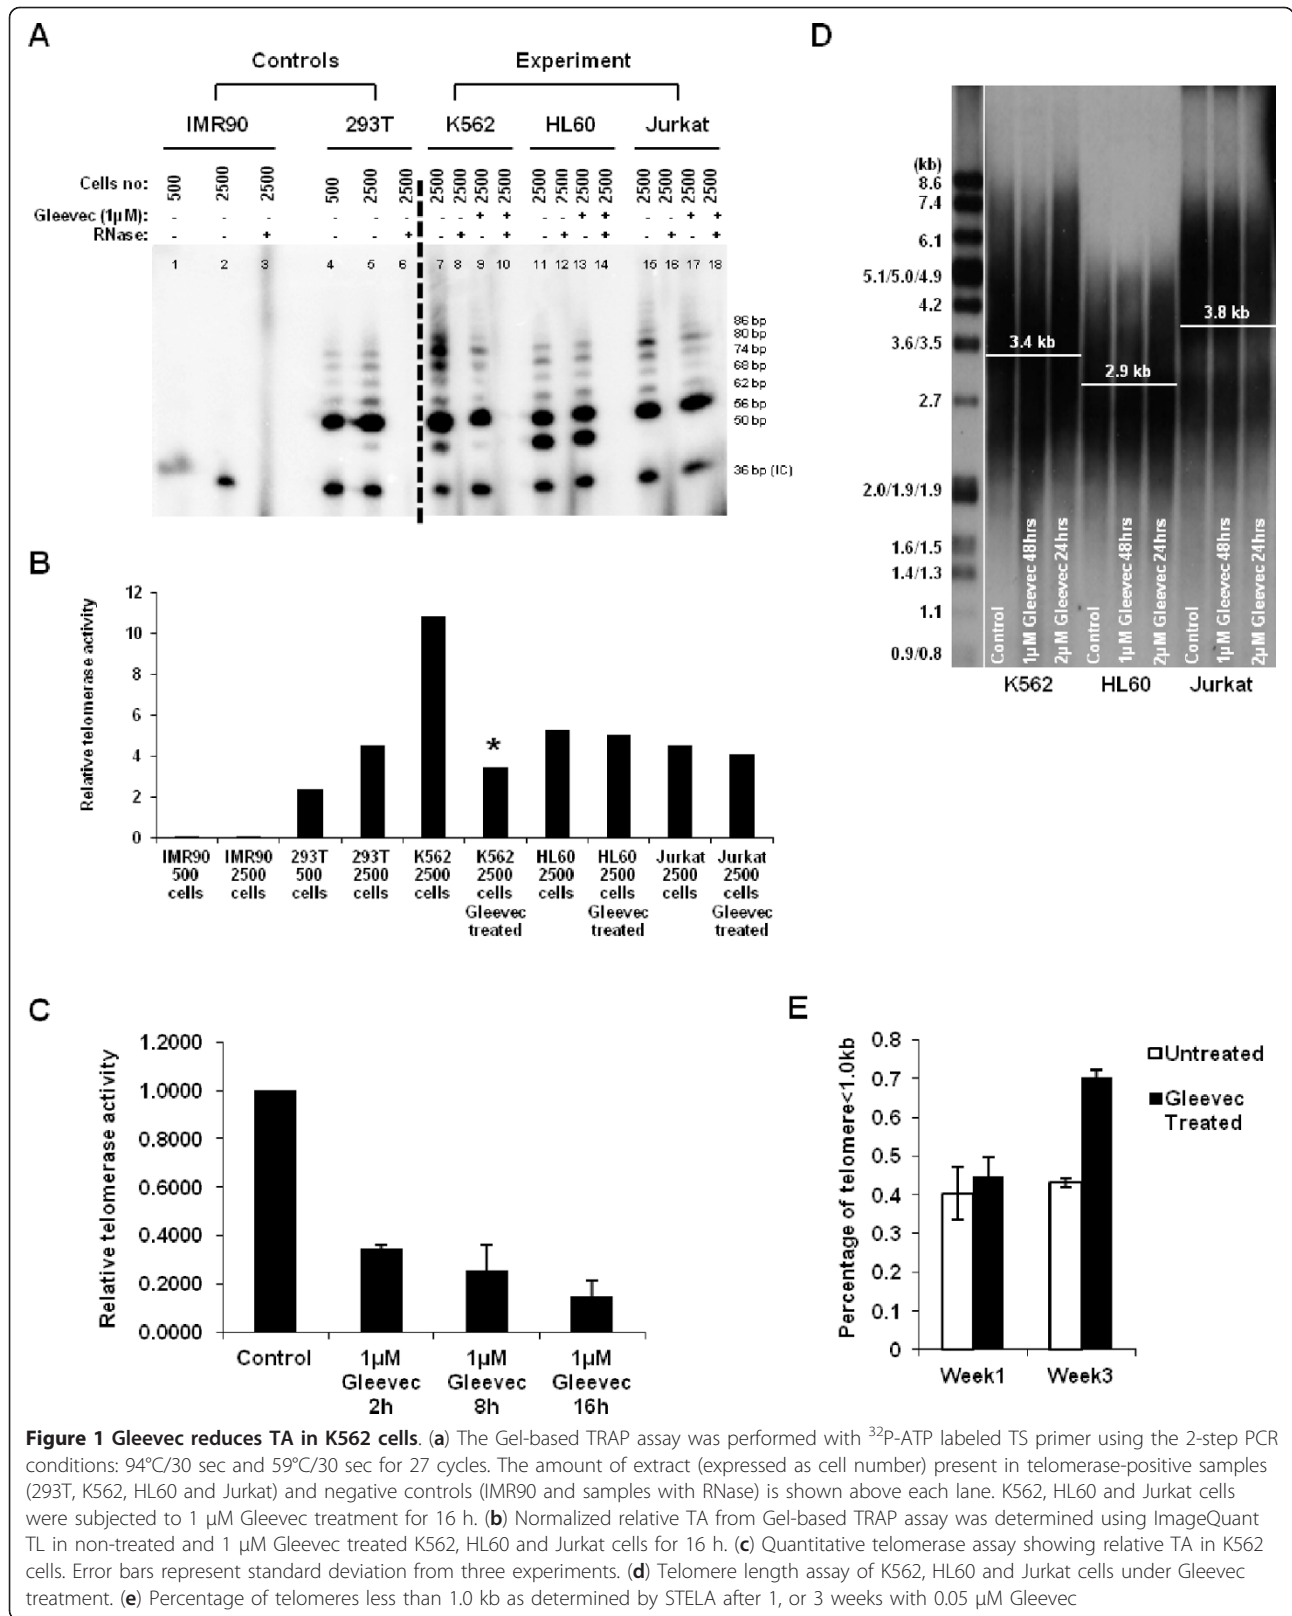 A
Controls
Experiment
IMR90
293T
K562
HL60
Jurkat
Cells no:
500
2500
2500
500
2500
2500
2500
2500
2500
2500
2500
2500
2500
2500
2500
2500
2500
2500
Gleevec (1µM): - - - - - - - - + + - - + + - - + +
RNase: - - + - - + - + - + - + - + - + - +
1 2 3 4 5 6 7 8 9 10 11 12 13 14 15 16 17 18
86 bp
80 bp
74 bp
68 bp
62 bp
56 bp
50 bp
36 bp (IC)
B
Relative telomerase activity
12
10
8
6
4
2
0
*
IMR90 500 cells
IMR90 2500 cells
293T 500 cells
293T 2500 cells
K562 2500 cells
K562 2500 cells Gleevec treated
HL60 2500 cells
HL60 2500 cells Gleevec treated
Jurkat 2500 cells
Jurkat 2500 cells Gleevec treated
C
Relative telomerase activity
1.2000
1.0000
0.8000
0.6000
0.4000
0.2000
0.0000
Control
1µM Gleevec 2h
1µM Gleevec 8h
1µM Gleevec 16h
D
(kb)
8.6
7.4
6.1
5.1/5.0/4.9
4.2
3.6/3.5
2.7
2.0/1.9/1.9
1.6/1.5
1.4/1.3
1.1
0.9/0.8
3.4 kb
2.9 kb
3.8 kb
Control
1µM Gleevec 48hrs
2µM Gleevec 24hrs
Control
1µM Gleevec 48hrs
2µM Gleevec 24hrs
Control
1µM Gleevec 48hrs
2µM Gleevec 24hrs
K562
HL60
Jurkat
E
Percentage of telomere<1.0kb
0.8
0.7
0.6
0.5
0.4
0.3
0.2
0.1
0
Week1
Week3
Untreated
Gleevec Treated
Figure 1 Gleevec reduces TA in K562 cells. (a) The Gel-based TRAP assay was performed with ³²P-ATP labeled TS primer using the 2-step PCR
conditions: 94°C/30 sec and 59°C/30 sec for 27 cycles. The amount of extract (expressed as cell number) present in telomerase-positive samples
(293T, K562, HL60 and Jurkat) and negative controls (IMR90 and samples with RNase) is shown above each lane. K562, HL60 and Jurkat cells
were subjected to 1 µM Gleevec treatment for 16 h. (b) Normalized relative TA from Gel-based TRAP assay was determined using ImageQuant
TL in non-treated and 1 µM Gleevec treated K562, HL60 and Jurkat cells for 16 h. (c) Quantitative telomerase assay showing relative TA in K562
cells. Error bars represent standard deviation from three experiments. (d) Telomere length assay of K562, HL60 and Jurkat cells under Gleevec
treatment. (e) Percentage of telomeres less than 1.0 kb as determined by STELA after 1, or 3 weeks with 0.05 µM Gleevec